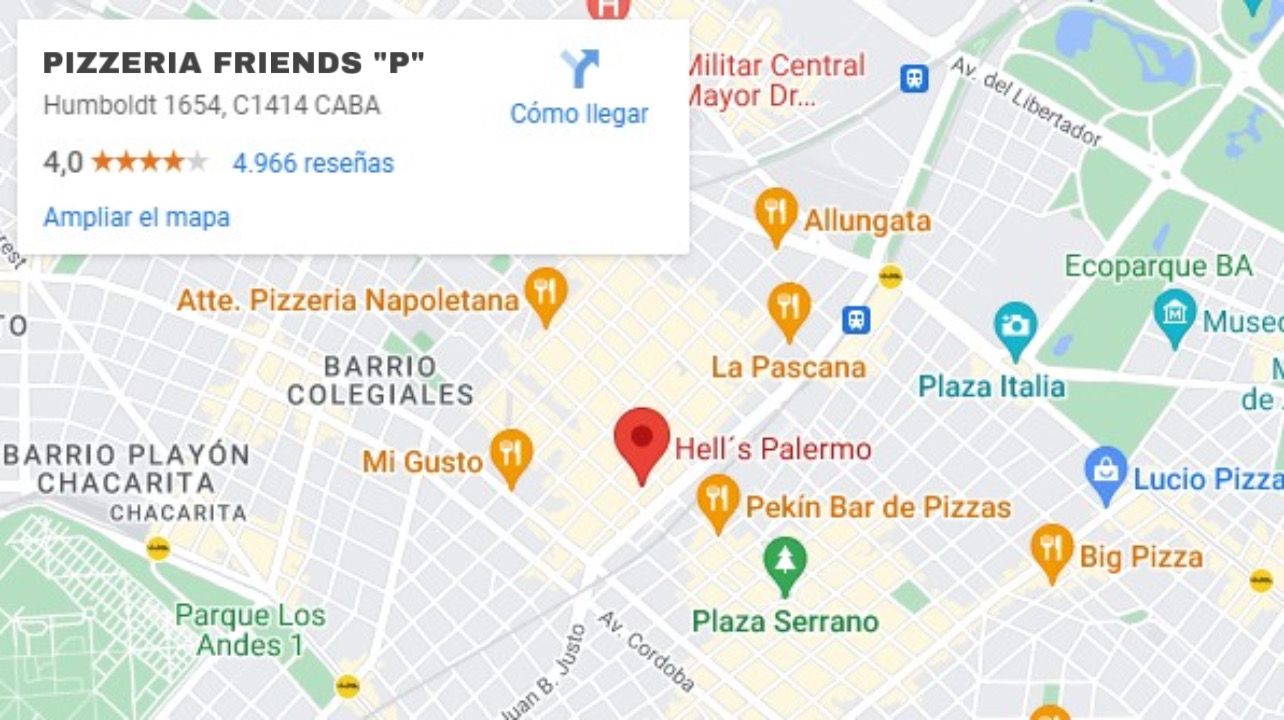 H
PIZZERIA FRIENDS "P"
Humboldt 1654, C1414 CABA
Cómo llegar
4,0
4.966 reseñas
Ampliar el mapa
Militar Central
Mayor Dr...
Av. del Libertador
Allungata
Ecoparque BA
Atte. Pizzeria Napoletana
La Pascana
Plaza Italia
Museo
de
BARRIO
COLEGIALES
BARRIO PLAYÓN
CHACARITA
CHACARITA
Mi Gusto
Hell´s Palermo
Pekín Bar de Pizzas
Lucio Pizza
Big Pizza
Plaza Serrano
Parque Los
Andes 1
Av. Cordoba
Juan B. Justo